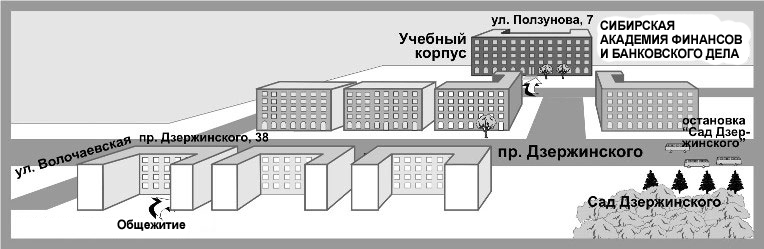 ул. Ползунова, 7
СИБИРСКАЯ
АКАДЕМИЯ ФИНАНСОВ
И БАНКОВСКОГО ДЕЛА
Учебный
корпус
остановка
"Сад Дзер-
жинского"
ул. Волочаевская
пр. Дзержинского, 38
пр. Дзержинского
Сад Дзержинского
Общежитие